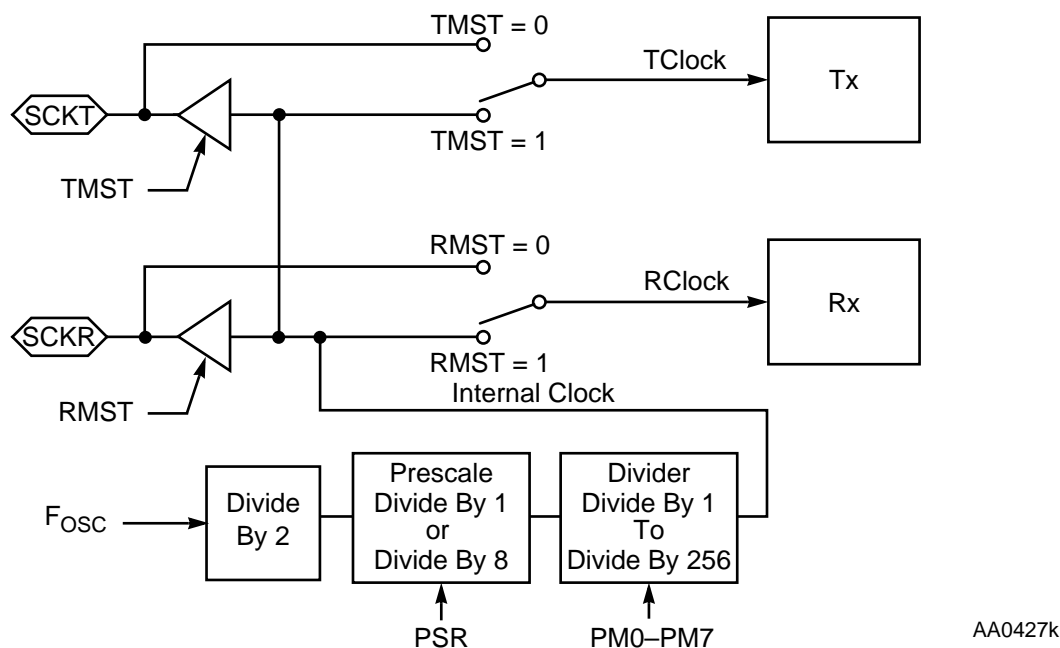 TMST = 0
TClock
Tx
SCKT
TMST = 1
TMST
RMST = 0
RClock
Rx
SCKR
RMST = 1
RMST
Internal Clock
FOSC
Divide
By 2
Prescale
Divide By 1
or
Divide By 8
Divider
Divide By 1
To
Divide By 256
PSR
PM0–PM7
AA0427k